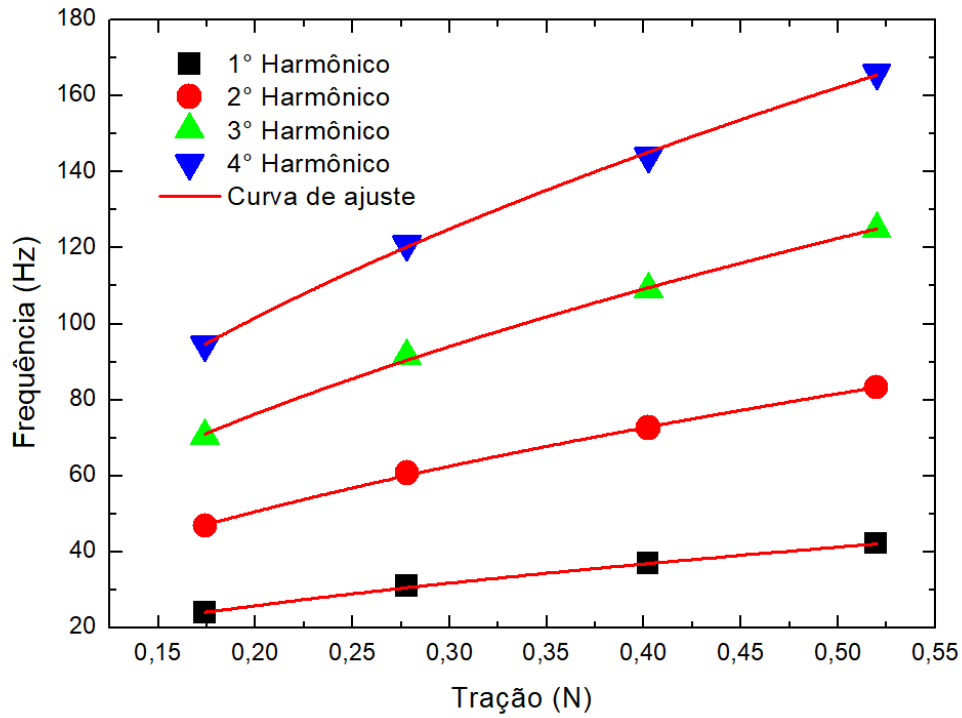 180
160
140
120
100
80
60
40
20
Frequência (Hz)
1° Harmônico
2° Harmônico
3° Harmônico
4° Harmônico
Curva de ajuste
0,15 0,20 0,25 0,30 0,35 0,40 0,45 0,50 0,55
Tração (N)